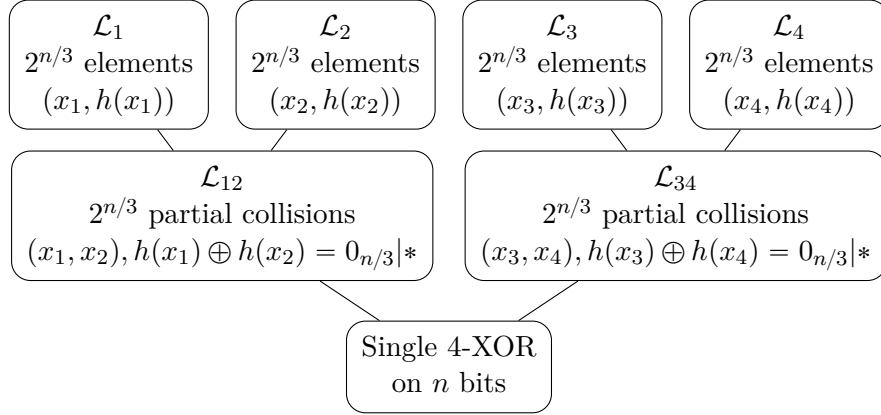 ℒ₁
2^{n/3} elements
(x₁, h(x₁))
ℒ₂
2^{n/3} elements
(x₂, h(x₂))
ℒ₃
2^{n/3} elements
(x₃, h(x₃))
ℒ₄
2^{n/3} elements
(x₄, h(x₄))
ℒ₁₂
2^{n/3} partial collisions
(x₁, x₂), h(x₁) ⊕ h(x₂) = 0_{n/3}|∗
ℒ₃₄
2^{n/3} partial collisions
(x₃, x₄), h(x₃) ⊕ h(x₄) = 0_{n/3}|∗
Single 4-XOR
on n bits